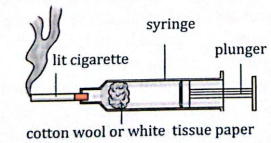 syringe
plunger
lit cigarette
cotton wool or white tissue paper